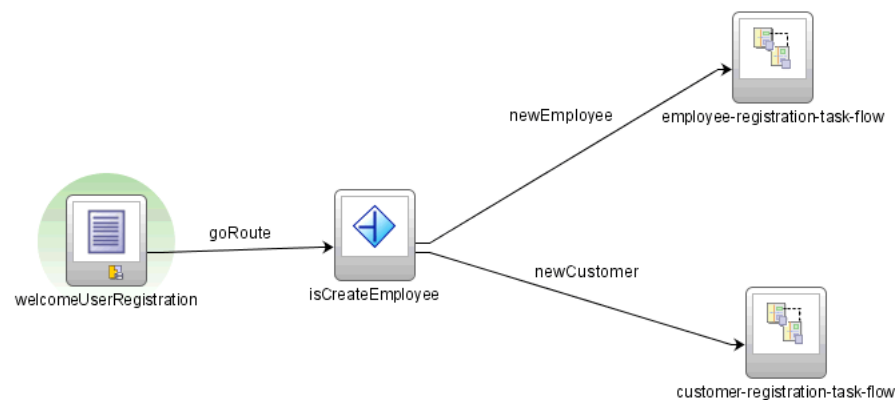 newEmployee
employee-registration-task-flow
goRoute
welcomeUserRegistration
isCreateEmployee
newCustomer
customer-registration-task-flow